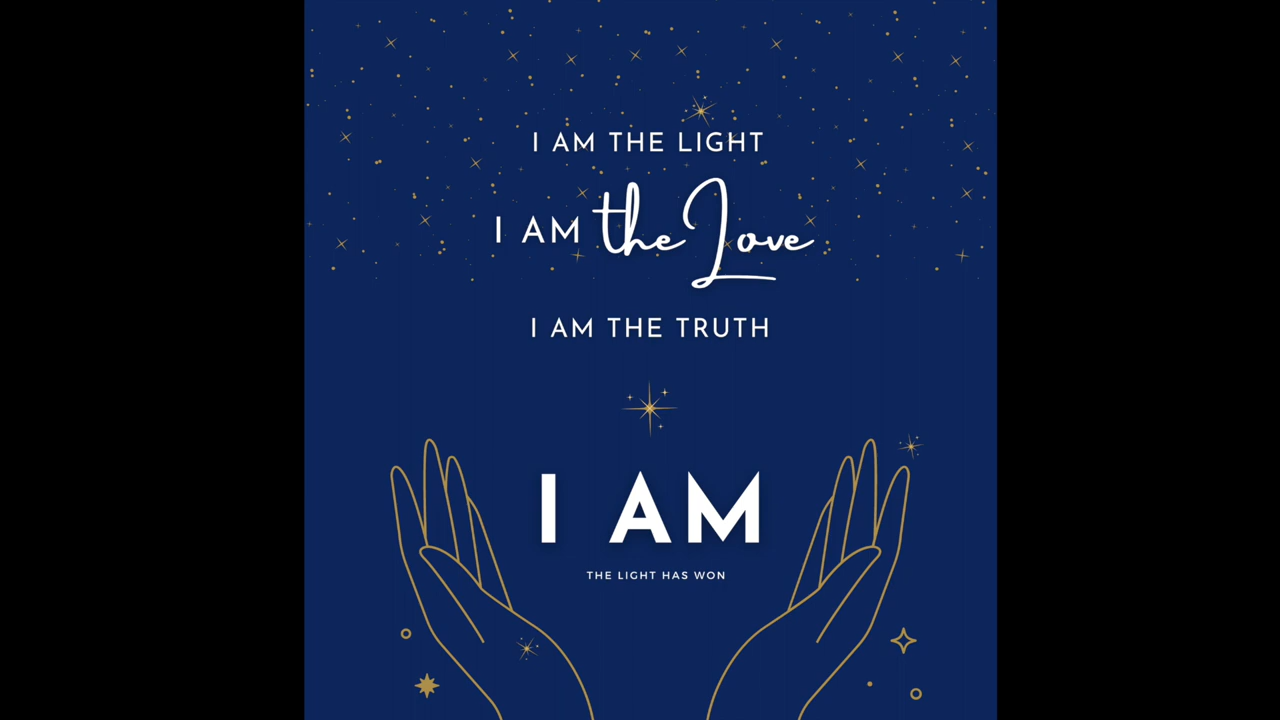 I AM THE LIGHT
I AM the Love
I AM THE TRUTH
I AM
THE LIGHT HAS WON